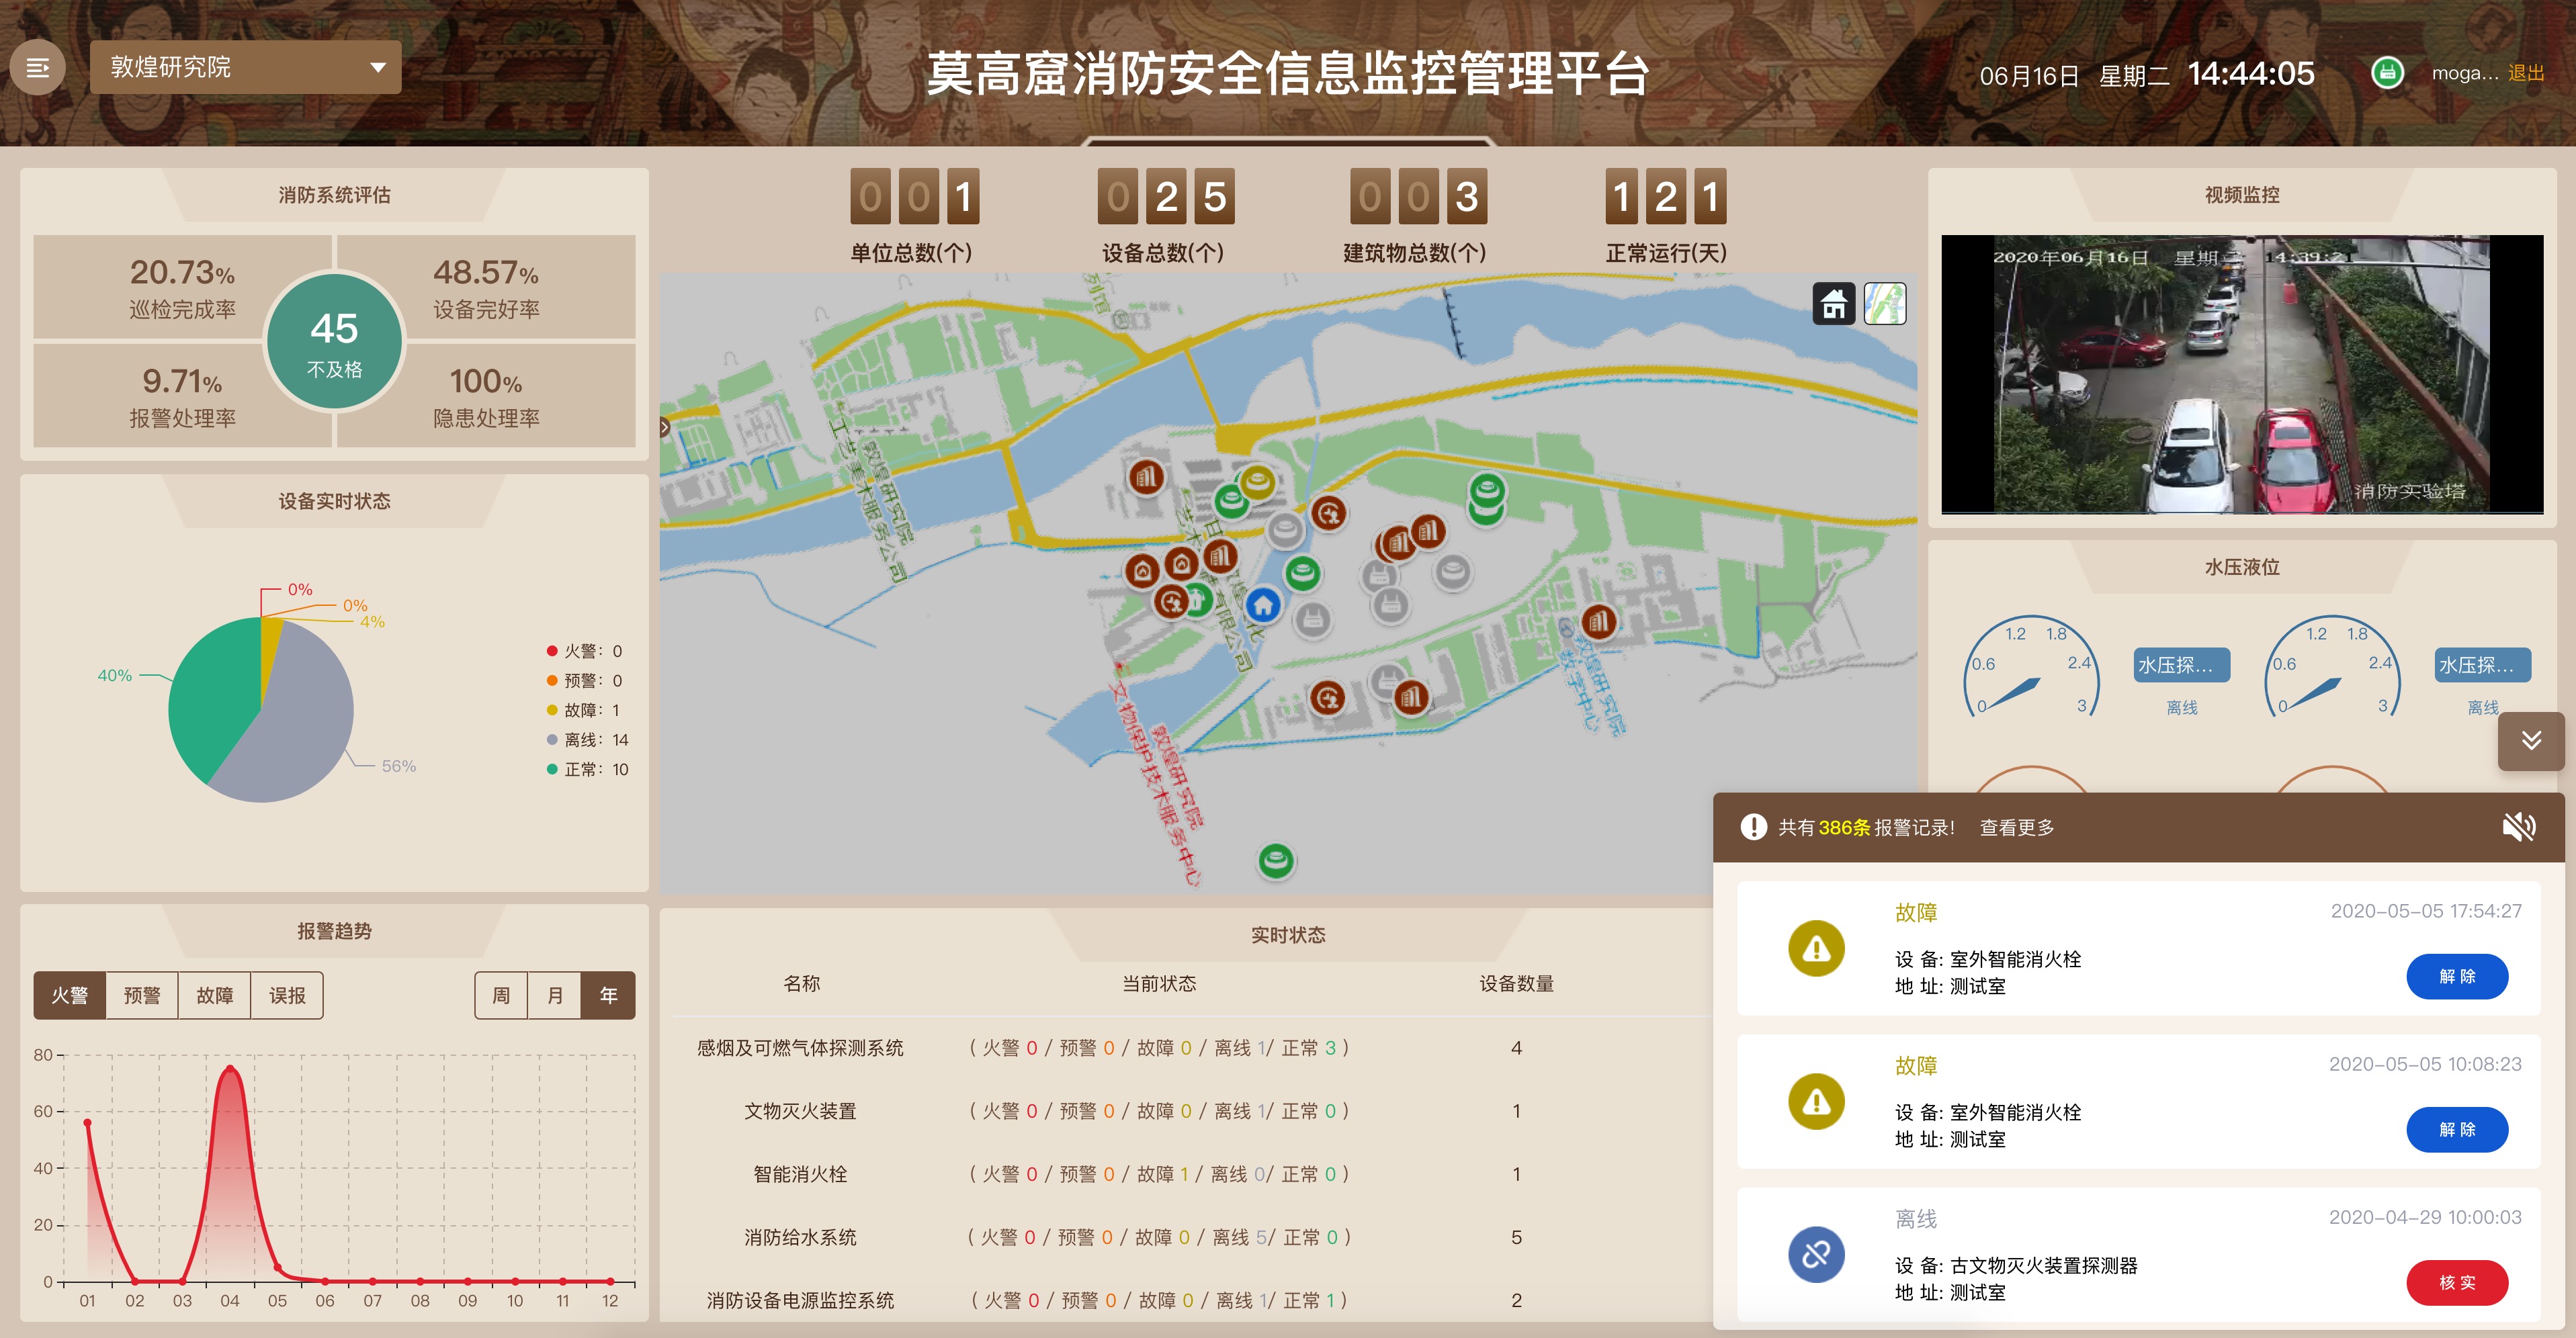 敦煌研究院
莫高窟消防安全信息监控管理平台
06月16日 星期二 14:44:05
moga... 退出
消防系统评估
20.73%
巡检完成率
48.57%
设备完好率
45
不及格
9.71%
报警处理率
100%
隐患处理率
设备实时状态
0%
0%
4%
40%
56%
火警: 0
预警: 0
故障: 1
离线: 14
正常: 10
报警趋势
火警 预警 故障 误报
周 月 年
80
60
40
20
0
01 02 03 04 05 06 07 08 09 10 11 12
001
单位总数(个)
025
设备总数(个)
003
建筑物总数(个)
121
正常运行(天)
敦煌研究院
工艺美术服务公司
敦煌研究院
文物保护技术服务中心
敦煌研究院
实时状态
名称 当前状态 设备数量
感烟及可燃气体探测系统 ( 火警 0 / 预警 0 / 故障 0 / 离线 1/ 正常 3 ) 4
文物灭火装置 ( 火警 0 / 预警 0 / 故障 0 / 离线 1/ 正常 0 ) 1
智能消火栓 ( 火警 0 / 预警 0 / 故障 1 / 离线 0/ 正常 0 ) 1
消防给水系统 ( 火警 0 / 预警 0 / 故障 0 / 离线 5/ 正常 0 ) 5
消防设备电源监控系统 ( 火警 0 / 预警 0 / 故障 0 / 离线 1/ 正常 1 ) 2
视频监控
2020年06月16日 星期二 14:39:21
消防实验塔
水压液位
0 0.6 1.2 1.8 2.4 3
水压探...
离线
0 0.6 1.2 1.8 2.4 3
水压探...
离线
共有386条报警记录! 查看更多
故障 2020-05-05 17:54:27
设 备: 室外智能消火栓
地 址: 测试室
解 除
故障 2020-05-05 10:08:23
设 备: 室外智能消火栓
地 址: 测试室
解 除
离线 2020-04-29 10:00:03
设 备: 古文物灭火装置探测器
地 址: 测试室
核 实